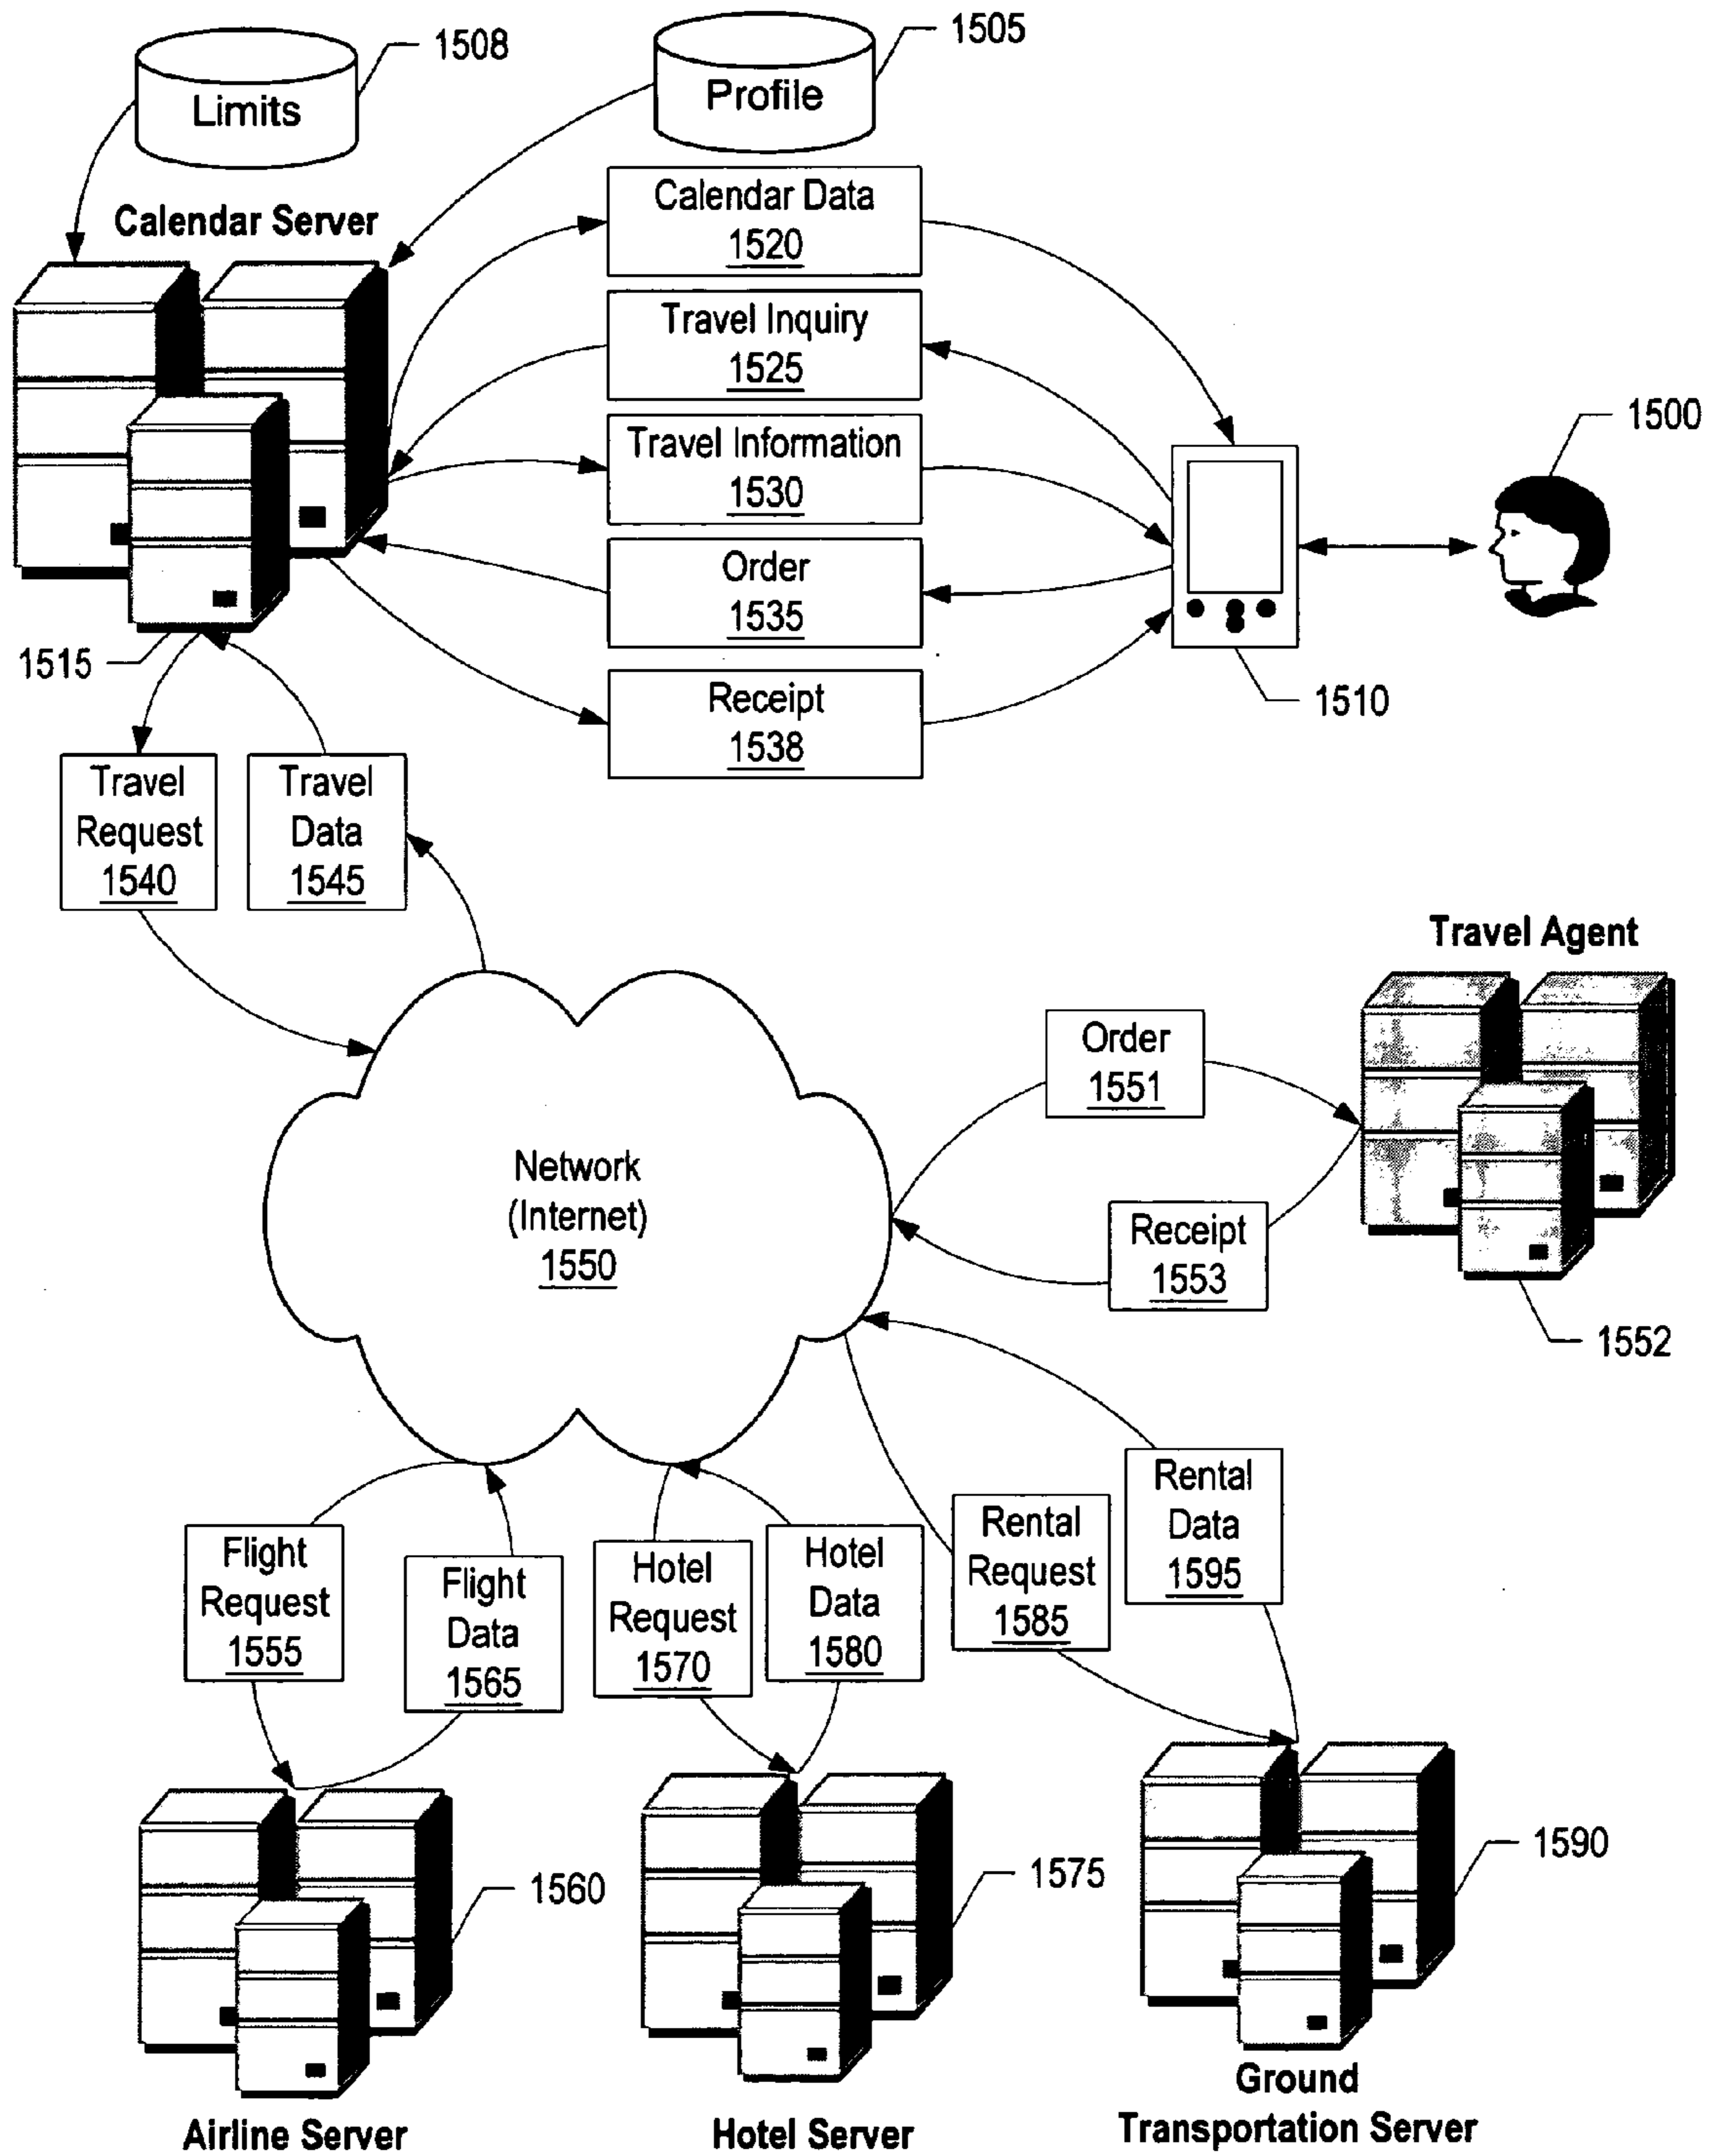 1508
1505
Limits
Profile
Calendar Server
Calendar Data
1520
Travel Inquiry
1525
Travel Information
1530
Order
1535
Receipt
1538
1500
1510
1515
Travel
Request
1540
Travel
Data
1545
Travel Agent
Order
1551
Receipt
1553
1552
Network
(Internet)
1550
Flight
Request
1555
Flight
Data
1565
Hotel
Request
1570
Hotel
Data
1580
Rental
Request
1585
Rental
Data
1595
1560
1575
1590
Airline Server
Hotel Server
Ground
Transportation Server